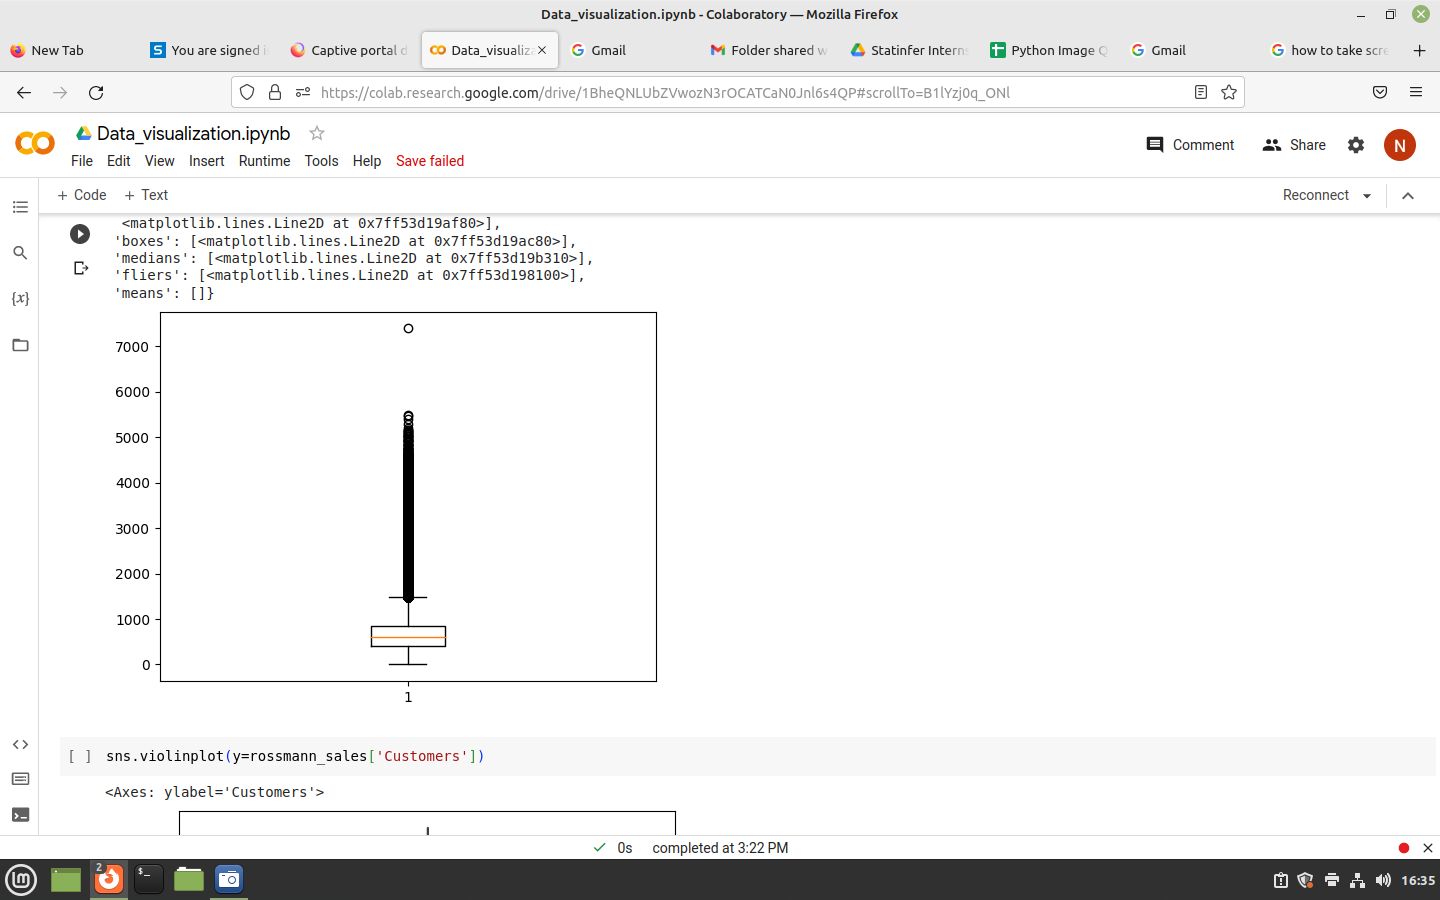 Data_visualization.ipynb - Colaboratory — Mozilla Firefox
New Tab
You are signed i
Captive portal d
Data_visualiza
Gmail
Folder shared w
Statinfer Interns
Python Image Q
Gmail
how to take scre
https://colab.research.google.com/drive/1BheQNLUbZVwozN3rOCATCaN0Jnl6s4QP#scrollTo=B1lYzj0q_ONl
Data_visualization.ipynb
File Edit View Insert Runtime Tools Help Save failed
Comment Share N
+ Code + Text
Reconnect
<matplotlib.lines.Line2D at 0x7ff53d19af80>],
'boxes': [<matplotlib.lines.Line2D at 0x7ff53d19ac80>],
'medians': [<matplotlib.lines.Line2D at 0x7ff53d19b310>],
'fliers': [<matplotlib.lines.Line2D at 0x7ff53d198100>],
'means': []}
{x}
7000
6000
5000
4000
3000
2000
1000
0
1
[ ] sns.violinplot(y=rossmann_sales['Customers'])
<Axes: ylabel='Customers'>
0s completed at 3:22 PM
2
$_
16:35